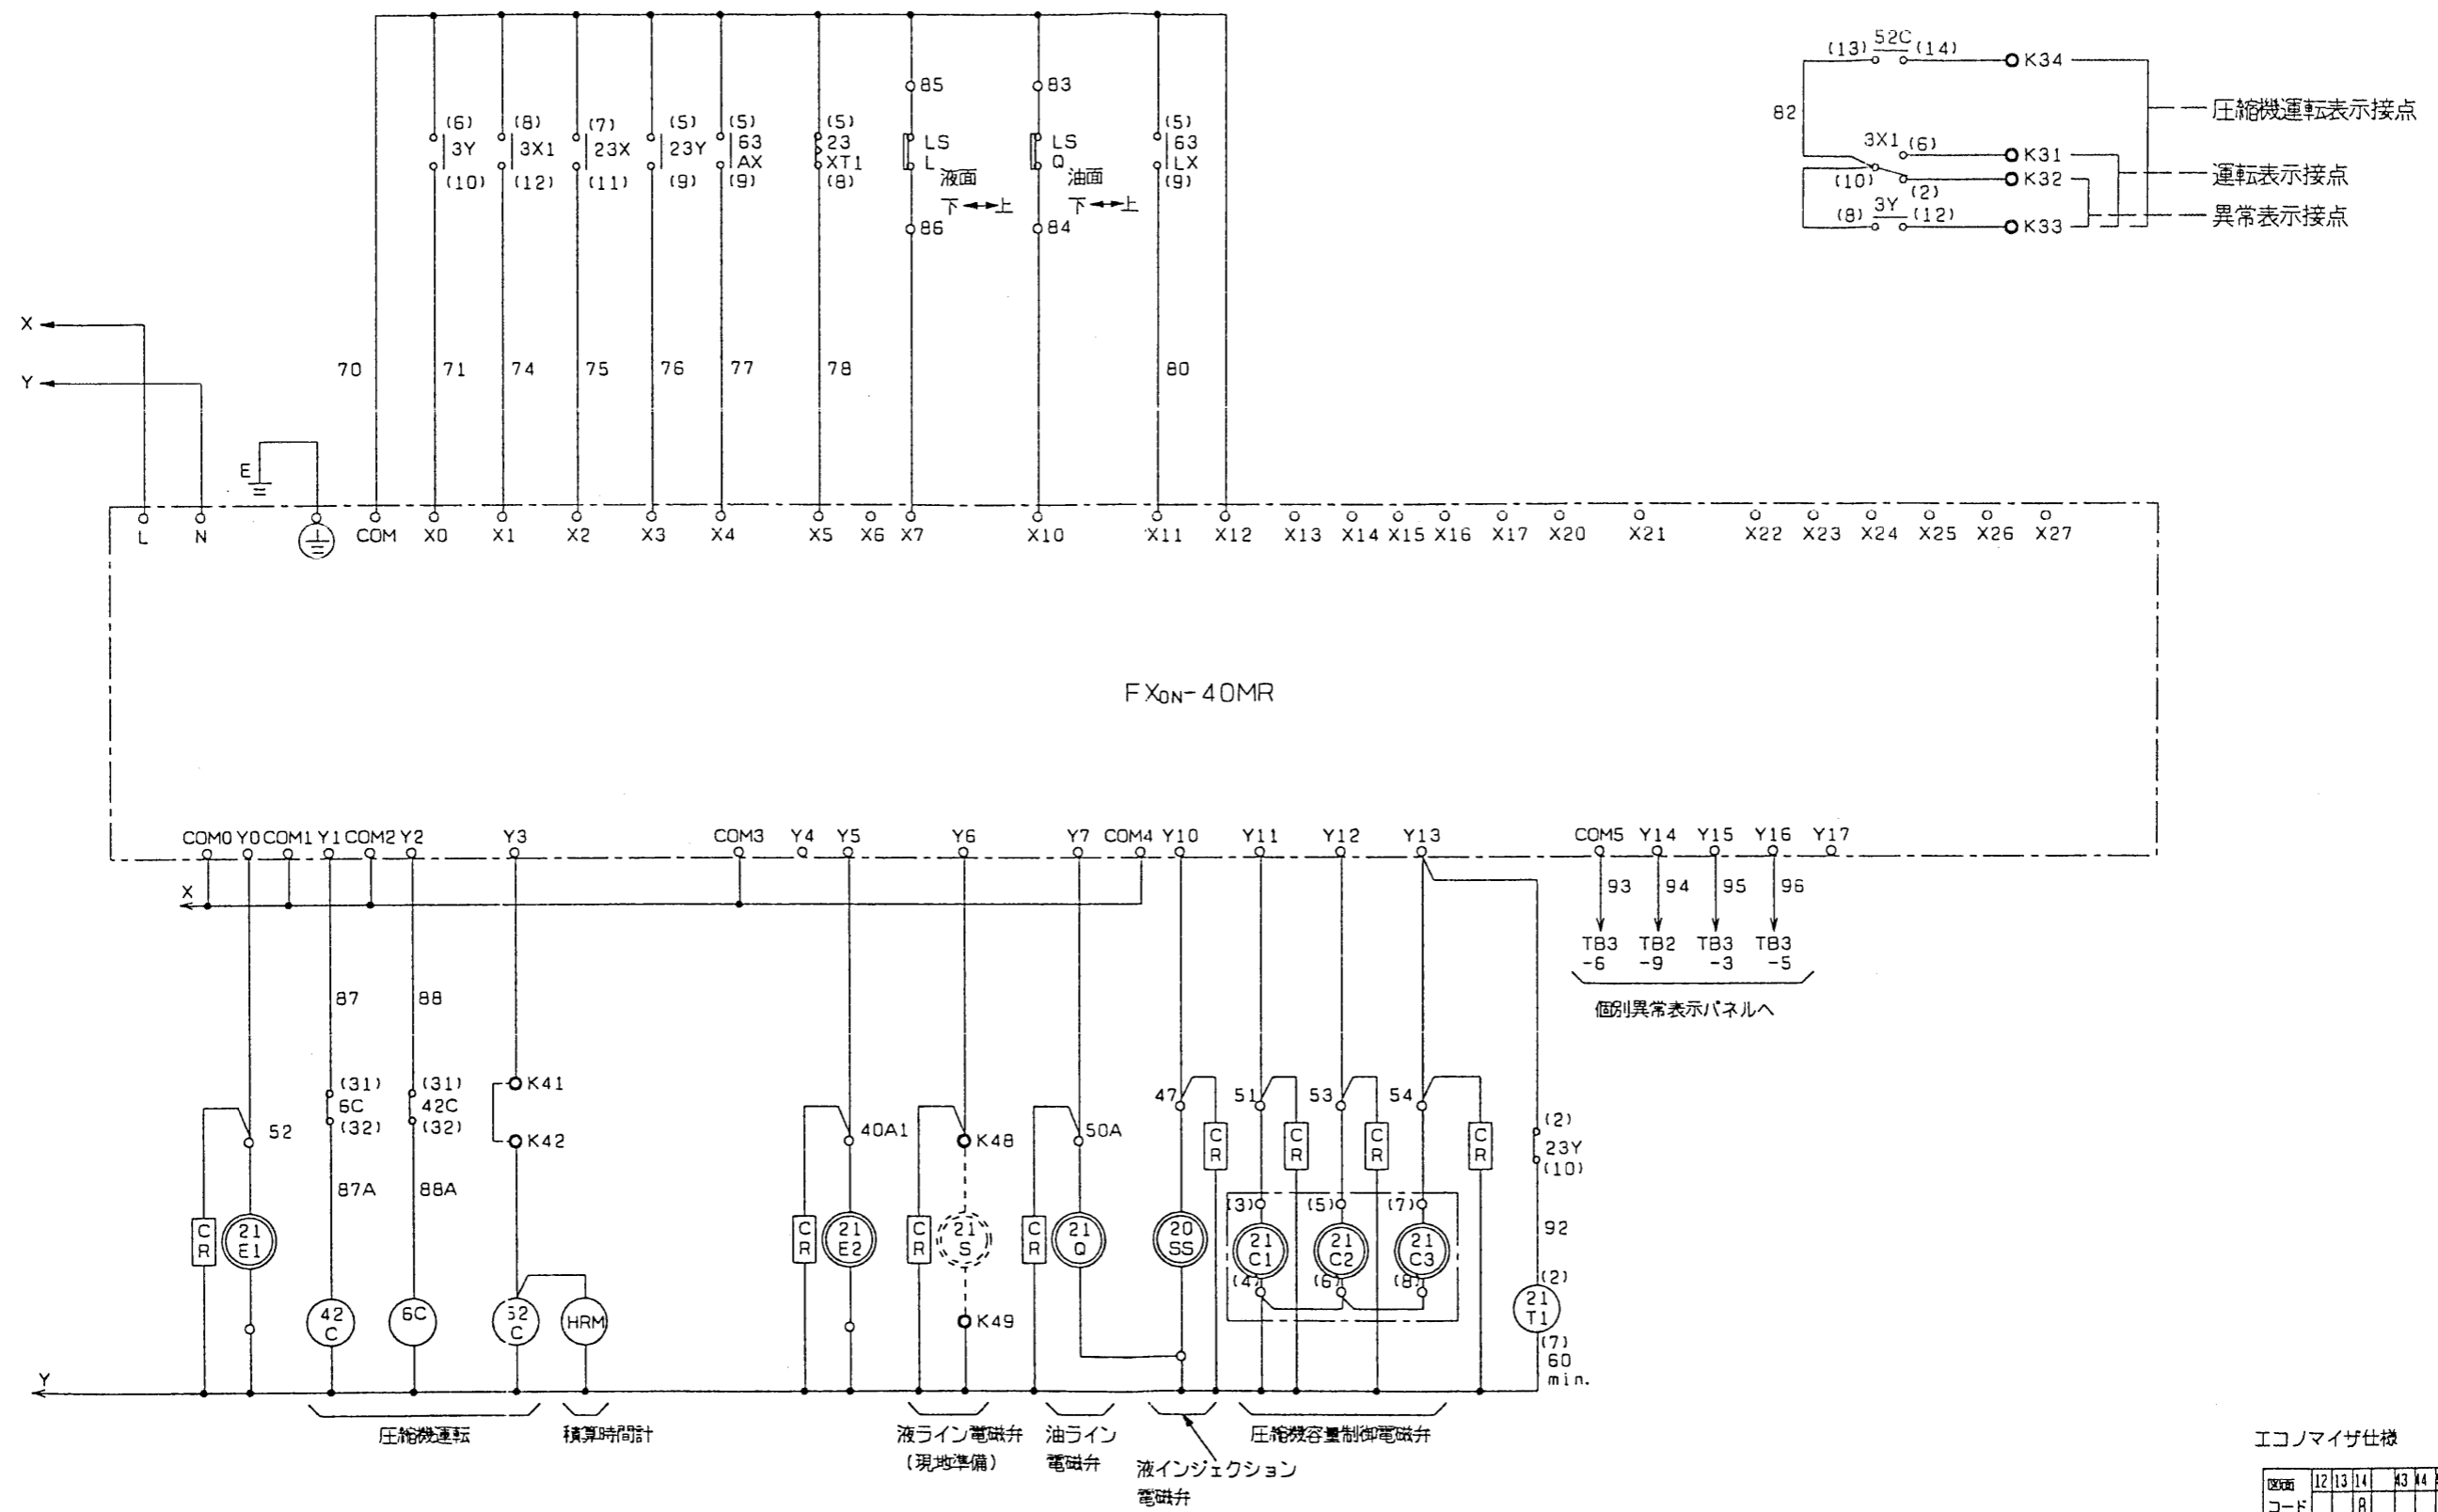 (13) 52C (14) K34
圧縮機運転表示接点
82
3X1 (6) K31
運転表示接点
(10) (2) K32
異常表示接点
(8) 3Y (12) K33
85 83
(6) (8) (7) (5) (5) (5) (5)
3Y 3X1 23X 23Y 63 AX 23 XT1 LS L LS Q 63 LX
(10) (12) (11) (9) (9) (8) (9)
液面 油面
下 上 下 上
86 84
X
Y
70 71 74 75 76 77 78 80
E
L N COM X0 X1 X2 X3 X4 X5 X6 X7 X10 X11 X12 X13 X14 X15 X16 X17 X20 X21 X22 X23 X24 X25 X26 X27
FX0N-40MR
COM0 Y0 COM1 Y1 COM2 Y2 Y3 COM3 Y4 Y5 Y6 Y7 COM4 Y10 Y11 Y12 Y13 COM5 Y14 Y15 Y16 Y17
X
93 94 95 96
TB3 TB2 TB3 TB3
-6 -9 -3 -5
個別異常表示パネルへ
87 88
(31) (31) K41
6C 42C
(32) (32) K42
52 40A1 K48 50A 47 51 53 54
87A 88A
CR CR CR CR CR CR CR CR
(2)
23Y
(10)
92
(3) (5) (7)
21 E1 21 E2 21 S 21 Q 20 SS 21 C1 21 C2 21 C3
(4) (6) (8)
(2)
21 T1
(7)
60
min.
42 C 6C 52 C HRM K49
Y
圧縮機運転 積算時間計 液ライン電磁弁 油ライン 圧縮機容量制御電磁弁
(現地準備) 電磁弁
液インジェクション
電磁弁
エコノマイザ仕様
図面 12 13 14 43 44
コード 8